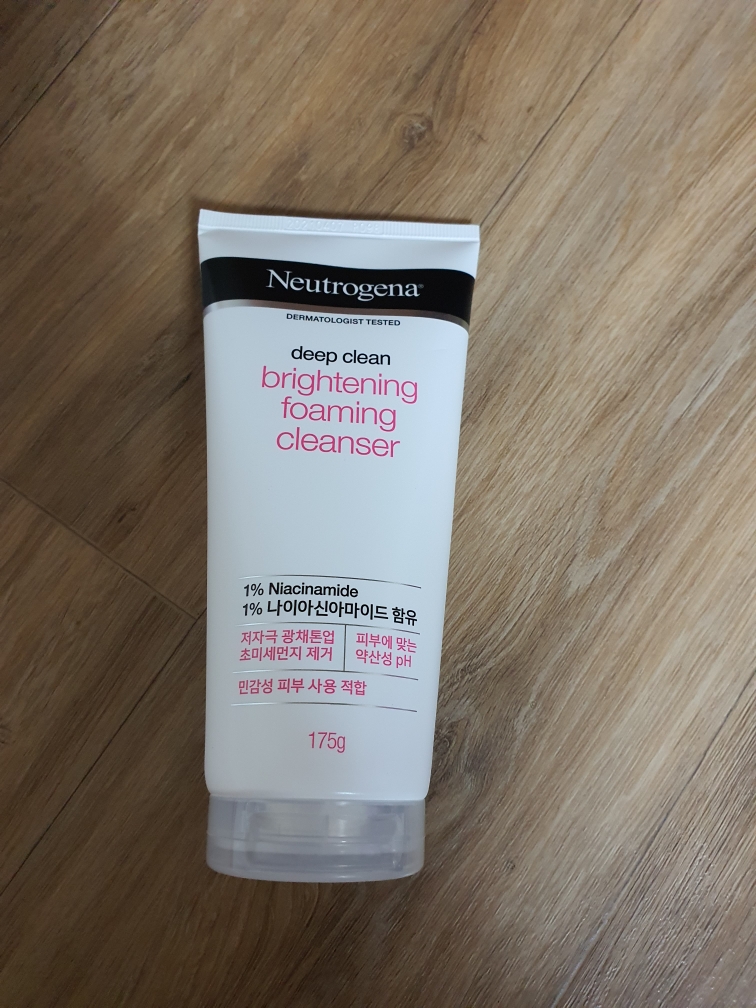 Neutrogena®
DERMATOLOGIST TESTED
deep clean
brightening
foaming
cleanser
1% Niacinamide
1% 나이아신아마이드 함유
저자극 광채톤업
초미세먼지 제거
피부에 맞는
약산성 pH
민감성 피부 사용 적합
175g